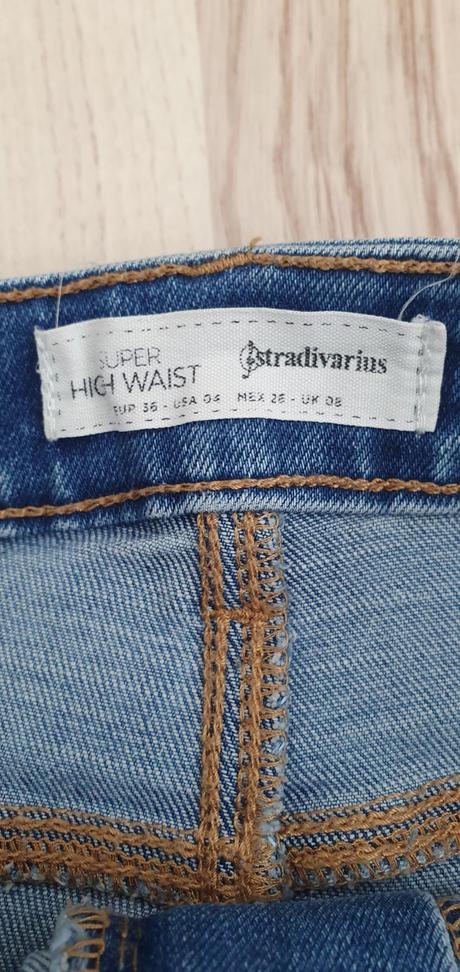 SUPER
HIGH WAIST
stradivarius
EUR 36 - USA 04 MEX 26 - UK 08